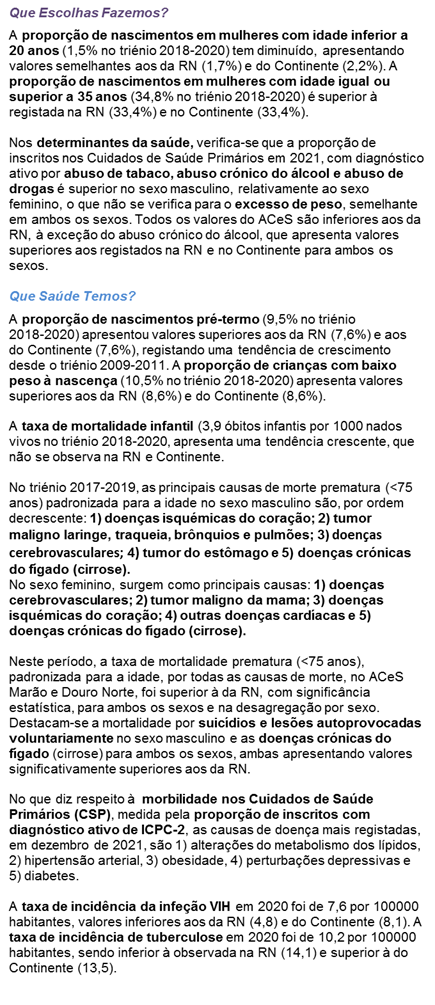 Que Escolhas Fazemos?
A proporção de nascimentos em mulheres com idade inferior a
20 anos (1,5% no triénio 2018-2020) tem diminuído, apresentando
valores semelhantes aos da RN (1,7%) e do Continente (2,2%). A
proporção de nascimentos em mulheres com idade igual ou
superior a 35 anos (34,8% no triénio 2018-2020) é superior à
registada na RN (33,4%) e no Continente (33,4%).
Nos determinantes da saúde, verifica-se que a proporção de
inscritos nos Cuidados de Saúde Primários em 2021, com diagnóstico
ativo por abuso de tabaco, abuso crónico do álcool e abuso de
drogas é superior no sexo masculino, relativamente ao sexo
feminino, o que não se verifica para o excesso de peso, semelhante
em ambos os sexos. Todos os valores do ACeS são inferiores aos da
RN, à exceção do abuso crónico do álcool, que apresenta valores
superiores aos registados na RN e no Continente para ambos os
sexos.
Que Saúde Temos?
A proporção de nascimentos pré-termo (9,5% no triénio
2018-2020) apresentou valores superiores aos da RN (7,6%) e aos
do Continente (7,6%), registando uma tendência de crescimento
desde o triénio 2009-2011. A proporção de crianças com baixo
peso à nascença (10,5% no triénio 2018-2020) apresenta valores
superiores aos da RN (8,6%) e do Continente (8,6%).
A taxa de mortalidade infantil (3,9 óbitos infantis por 1000 nados
vivos no triénio 2018-2020, apresenta uma tendência crescente, que
não se observa na RN e Continente.
No triénio 2017-2019, as principais causas de morte prematura (<75
anos) padronizada para a idade no sexo masculino são, por ordem
decrescente: 1) doenças isquémicas do coração; 2) tumor
maligno laringe, traqueia, brônquios e pulmões; 3) doenças
cerebrovasculares; 4) tumor do estômago e 5) doenças crónicas
do fígado (cirrose).
No sexo feminino, surgem como principais causas: 1) doenças
cerebrovasculares; 2) tumor maligno da mama; 3) doenças
isquémicas do coração; 4) outras doenças cardíacas e 5)
doenças crónicas do fígado (cirrose).
Neste período, a taxa de mortalidade prematura (<75 anos),
padronizada para a idade, por todas as causas de morte, no ACeS
Marão e Douro Norte, foi superior à da RN, com significância
estatística, para ambos os sexos e na desagregação por sexo.
Destacam-se a mortalidade por suicídios e lesões autoprovocadas
voluntariamente no sexo masculino e as doenças crónicas do
fígado (cirrose) para ambos os sexos, ambas apresentando valores
significativamente superiores aos da RN.
No que diz respeito à morbilidade nos Cuidados de Saúde
Primários (CSP), medida pela proporção de inscritos com
diagnóstico ativo de ICPC-2, as causas de doença mais registadas,
em dezembro de 2021, são 1) alterações do metabolismo dos lípidos,
2) hipertensão arterial, 3) obesidade, 4) perturbações depressivas e
5) diabetes.
A taxa de incidência da infeção VIH em 2020 foi de 7,6 por 100000
habitantes, valores inferiores aos da RN (4,8) e do Continente (8,1). A
taxa de incidência de tuberculose em 2020 foi de 10,2 por 100000
habitantes, sendo inferior à observada na RN (14,1) e superior à do
Continente (13,5).